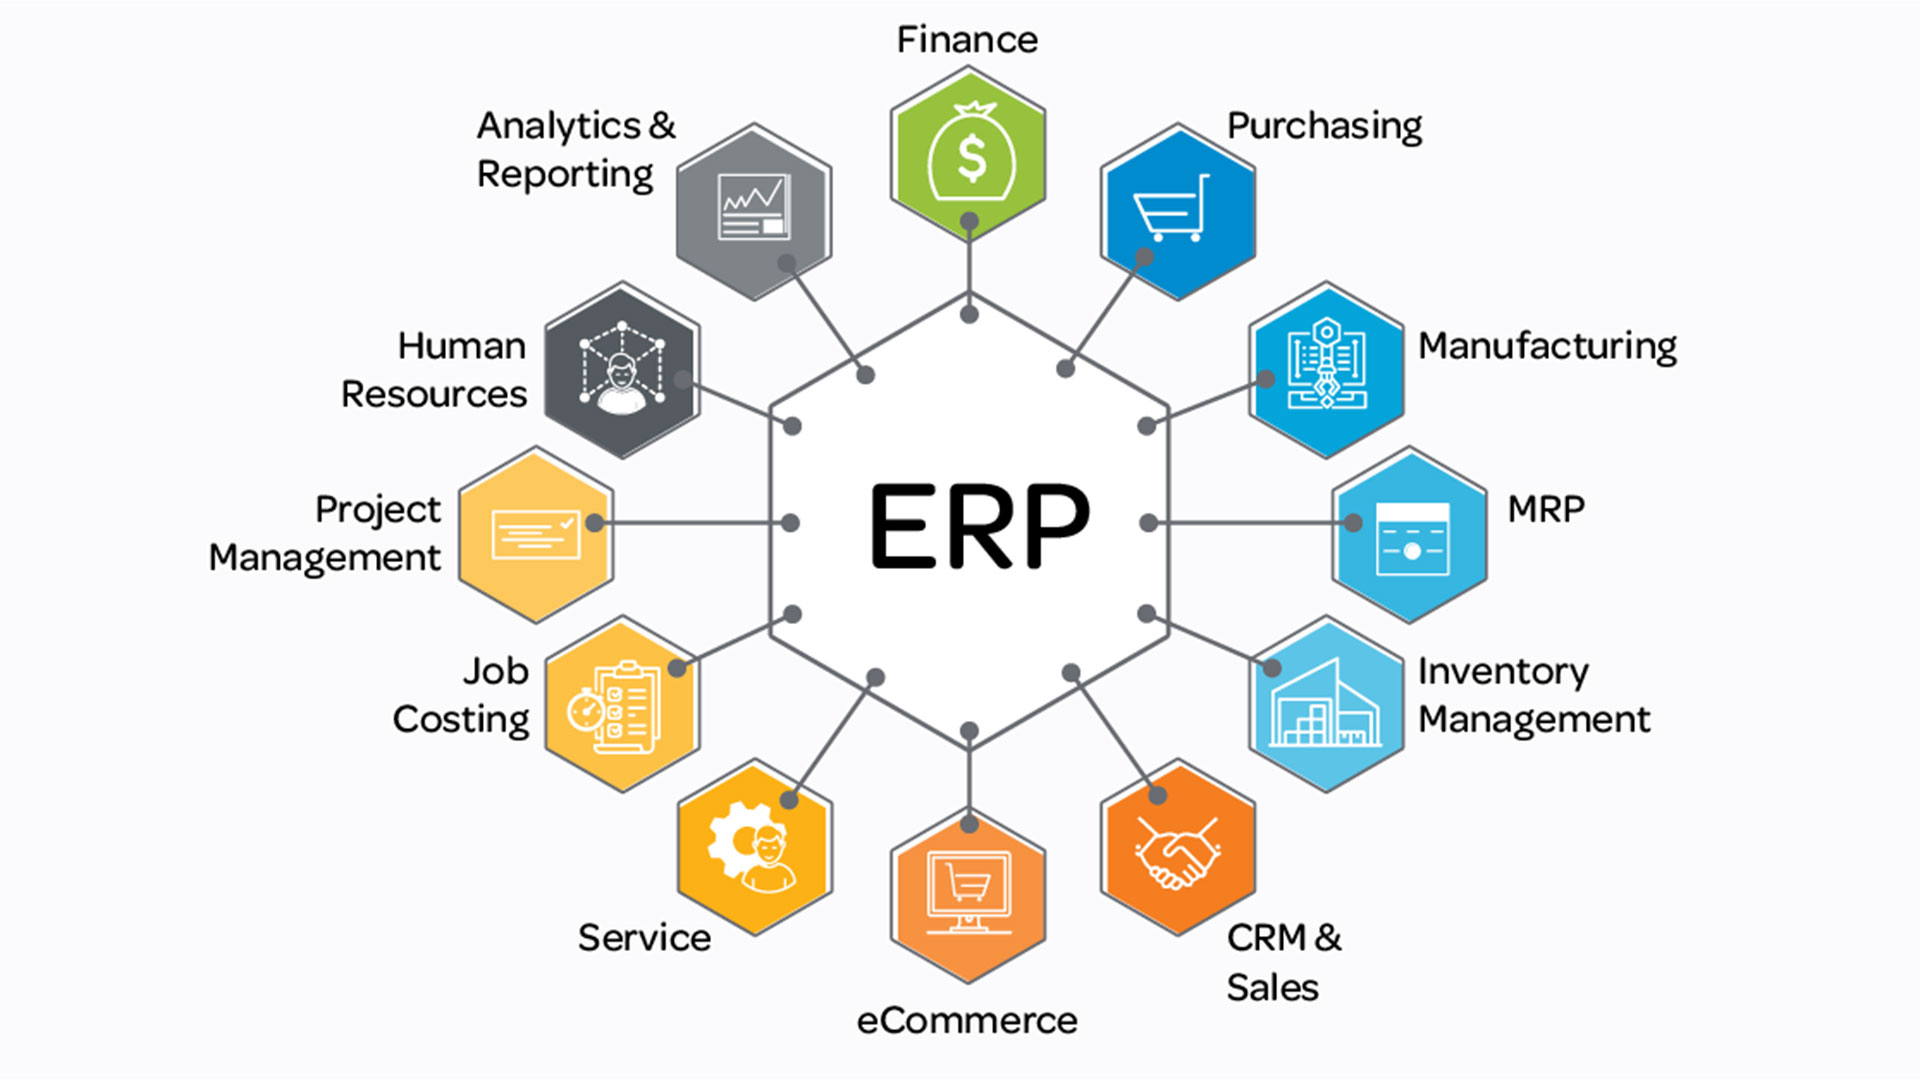 Finance
Analytics &
Reporting
Purchasing
Human
Resources
Manufacturing
Project
Management
ERP
MRP
Job
Costing
Inventory
Management
Service
CRM &
Sales
eCommerce
$